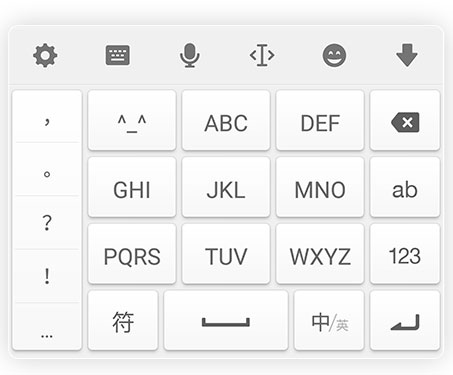 ， ^_^ ABC DEF
。 GHI JKL MNO ab
？
！ PQRS TUV WXYZ 123
... 符 中/英